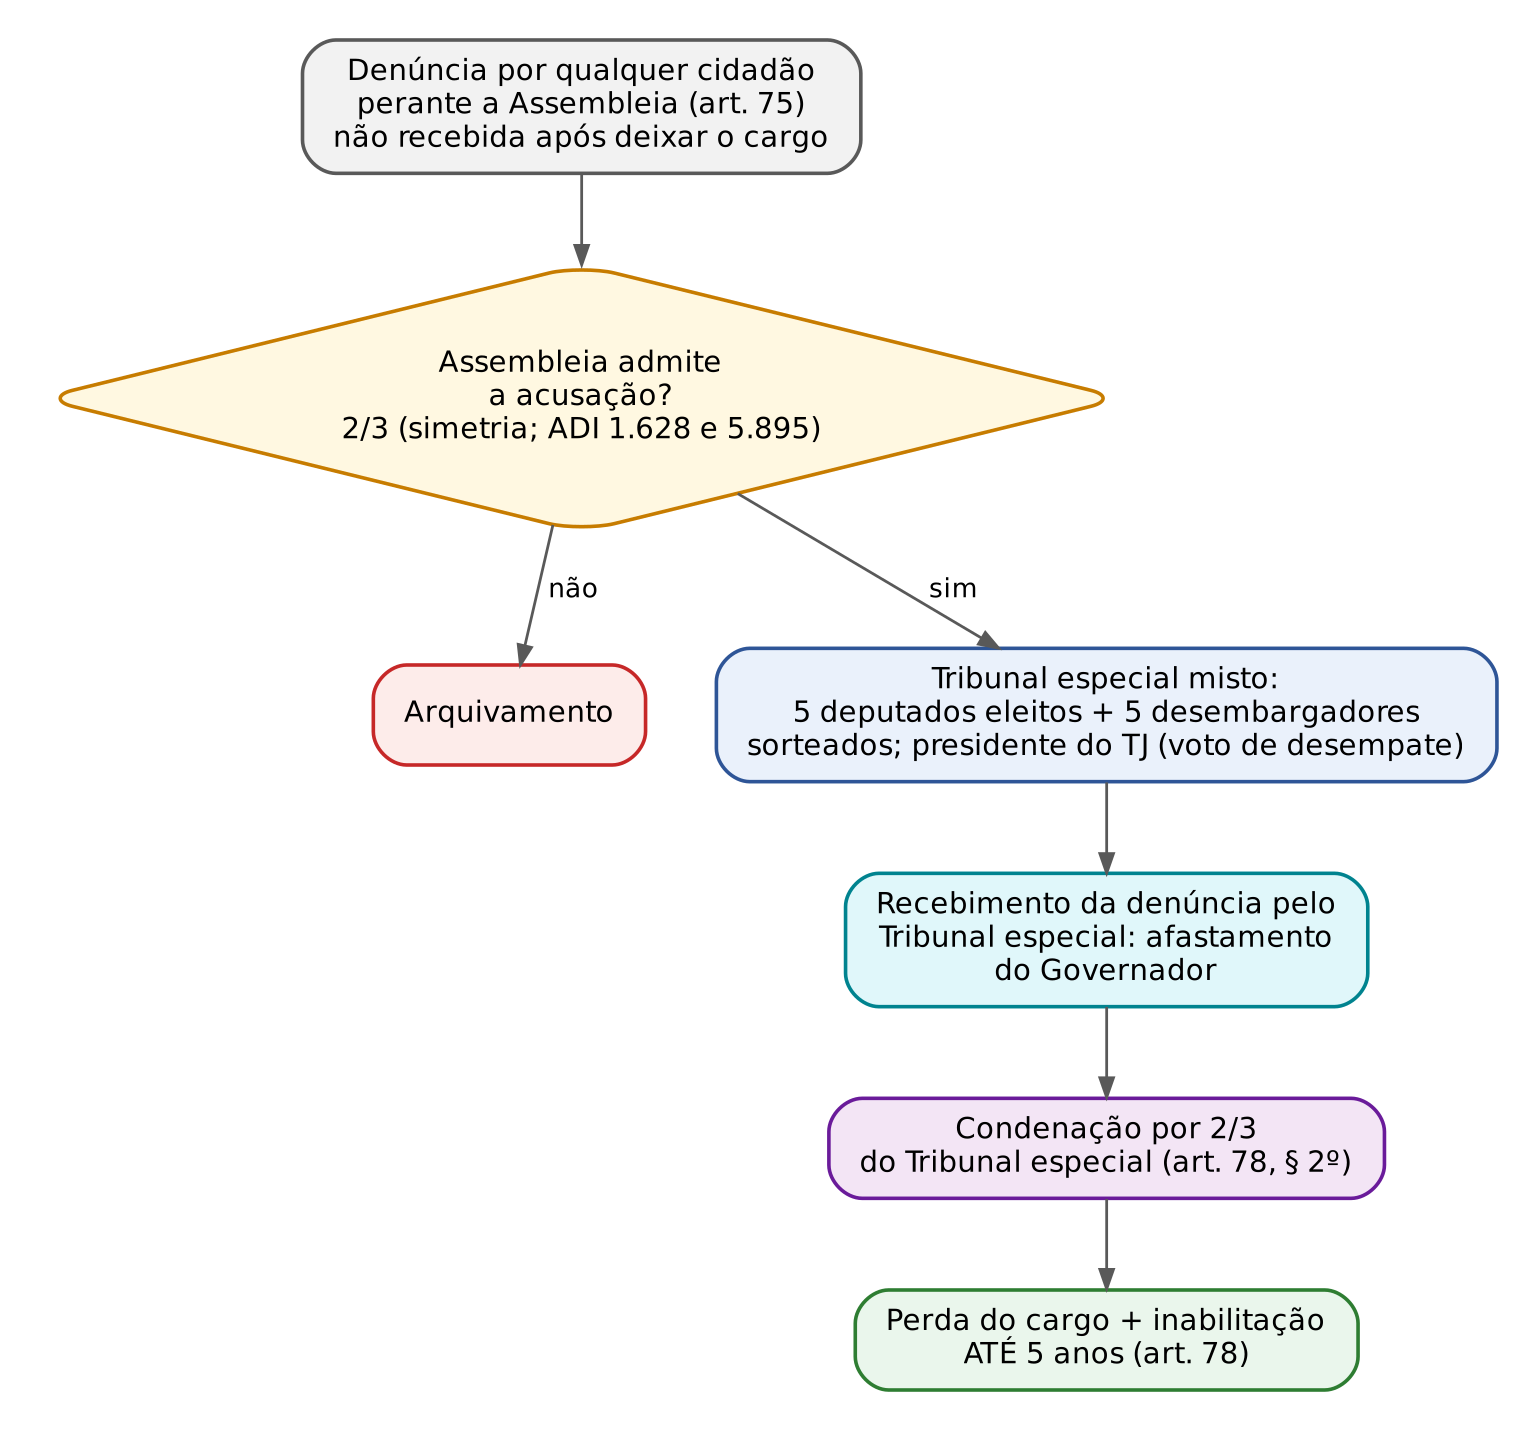 Denúncia por qualquer cidadão
perante a Assembleia (art. 75)
não recebida após deixar o cargo
Assembleia admite
a acusação?
2/3 (simetria; ADI 1.628 e 5.895)
não
sim
Arquivamento
Tribunal especial misto:
5 deputados eleitos + 5 desembargadores
sorteados; presidente do TJ (voto de desempate)
Recebimento da denúncia pelo
Tribunal especial: afastamento
do Governador
Condenação por 2/3
do Tribunal especial (art. 78, § 2º)
Perda do cargo + inabilitação
ATÉ 5 anos (art. 78)